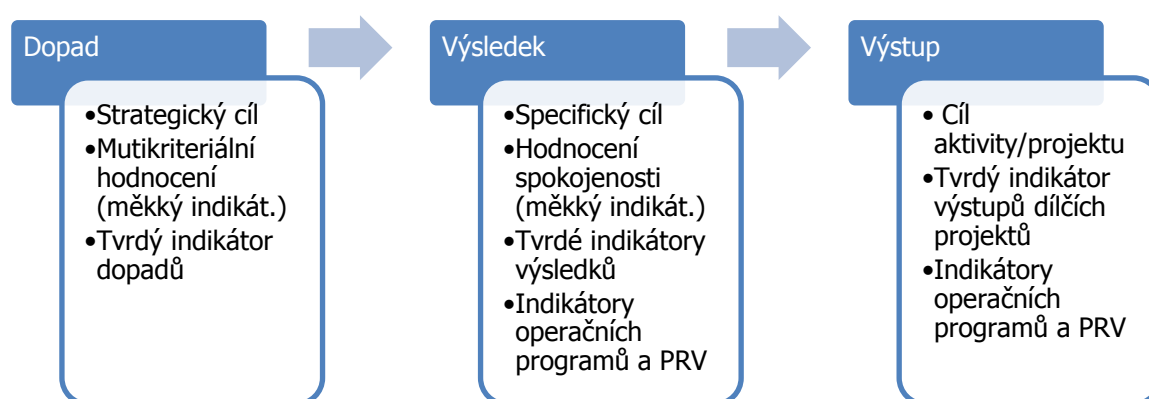 Dopad
•Strategický cíl
•Mutikriteriální
hodnocení
(měkký indikát.)
•Tvrdý indikátor
dopadů
Výsledek
•Specifický cíl
•Hodnocení
spokojenosti
(měkký indikát.)
•Tvrdé indikátory
výsledků
•Indikátory
operačních
programů a PRV
Výstup
• Cíl
aktivity/projektu
•Tvrdý indikátor
výstupů dílčích
projektů
•Indikátory
operačních
programů a PRV